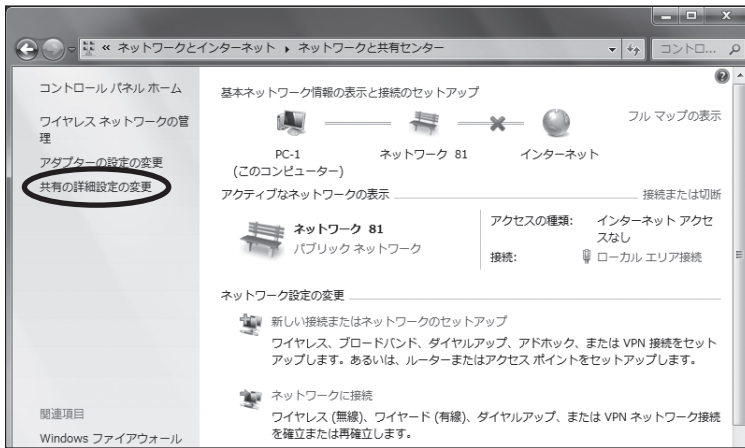 « ネットワークとインターネット ▸ ネットワークと共有センター
コントロ...
コントロール パネル ホーム
ワイヤレス ネットワークの管
理
アダプターの設定の変更
共有の詳細設定の変更
関連項目
Windows ファイアウォール
基本ネットワーク情報の表示と接続のセットアップ
フル マップの表示
PC-1
(このコンピューター)
ネットワーク 81
インターネット
アクティブなネットワークの表示
接続または切断
ネットワーク 81
パブリック ネットワーク
アクセスの種類: インターネット アクセ
スなし
接続: ローカル エリア接続
ネットワーク設定の変更
新しい接続またはネットワークのセットアップ
ワイヤレス、ブロードバンド、ダイヤルアップ、アドホック、または VPN 接続をセット
アップします。あるいは、ルーターまたはアクセス ポイントをセットアップします。
ネットワークに接続
ワイヤレス (無線)、ワイヤード (有線)、ダイヤルアップ、または VPN ネットワーク接続
を確立または再確立します。